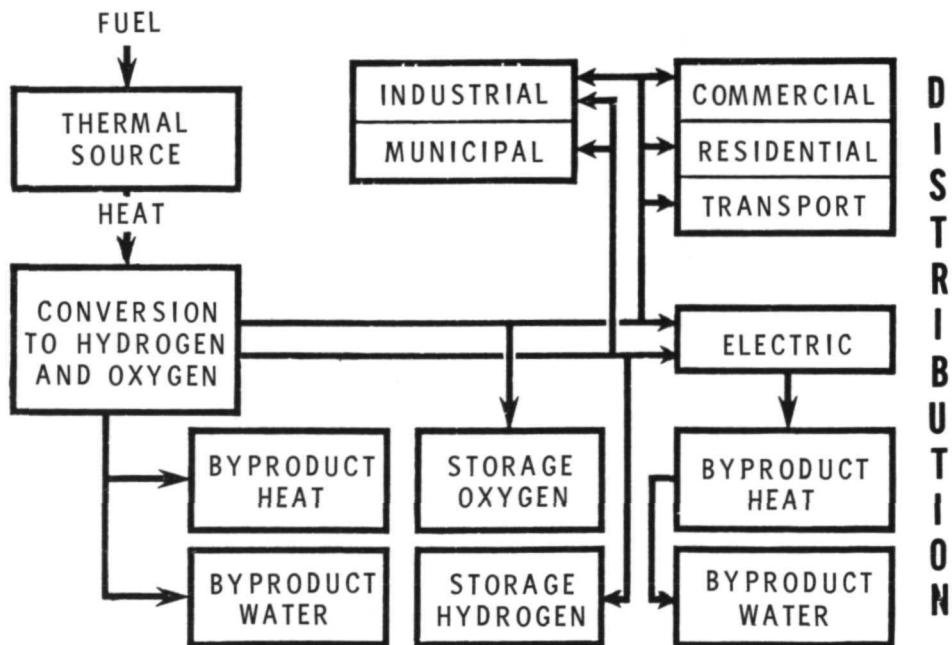 FUEL
THERMAL
SOURCE
HEAT
CONVERSION
TO HYDROGEN
AND OXYGEN
BYPRODUCT
HEAT
BYPRODUCT
WATER
INDUSTRIAL
MUNICIPAL
STORAGE
OXYGEN
STORAGE
HYDROGEN
COMMERCIAL
RESIDENTIAL
TRANSPORT
ELECTRIC
BYPRODUCT
HEAT
BYPRODUCT
WATER
DISTRIBUTION